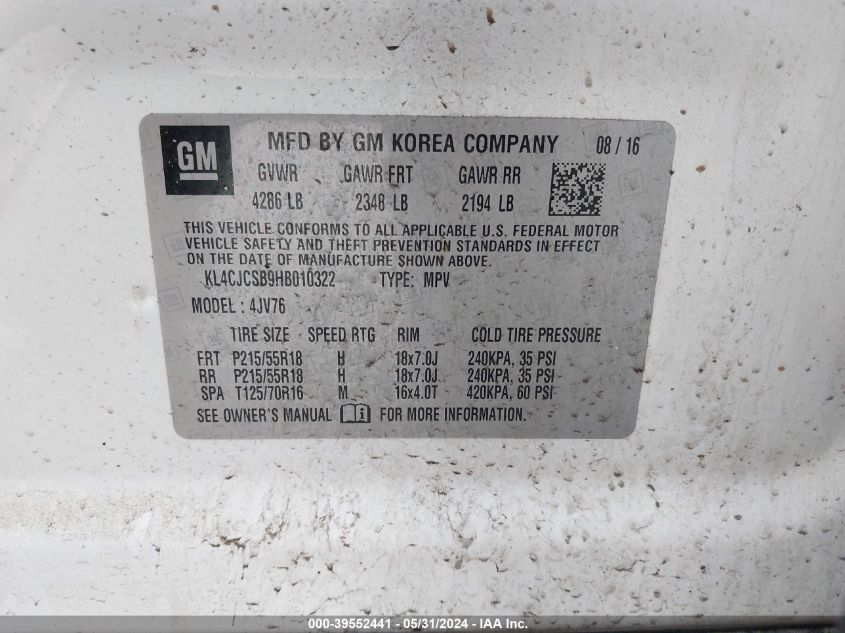 GM MFD BY GM KOREA COMPANY 08 / 16
GVWR GAWR FRT GAWR RR
4286 LB 2348 LB 2194 LB
THIS VEHICLE CONFORMS TO ALL APPLICABLE U.S. FEDERAL MOTOR
VEHICLE SAFETY AND THEFT PREVENTION STANDARDS IN EFFECT
ON THE DATE OF MANUFACTURE SHOWN ABOVE.
KL4CJCSB9HB010322 TYPE: MPV
MODEL : 4JV76
TIRE SIZE SPEED RTG RIM COLD TIRE PRESSURE
FRT P215/55R18 H 18x7.0J 240KPA, 35 PSI
RR P215/55R18 H 18x7.0J 240KPA, 35 PSI
SPA T125/70R16 M 16x4.0T 420KPA, 60 PSI
SEE OWNER'S MANUAL FOR MORE INFORMATION.
000-39552441 - 05/31/2024 - IAA Inc.